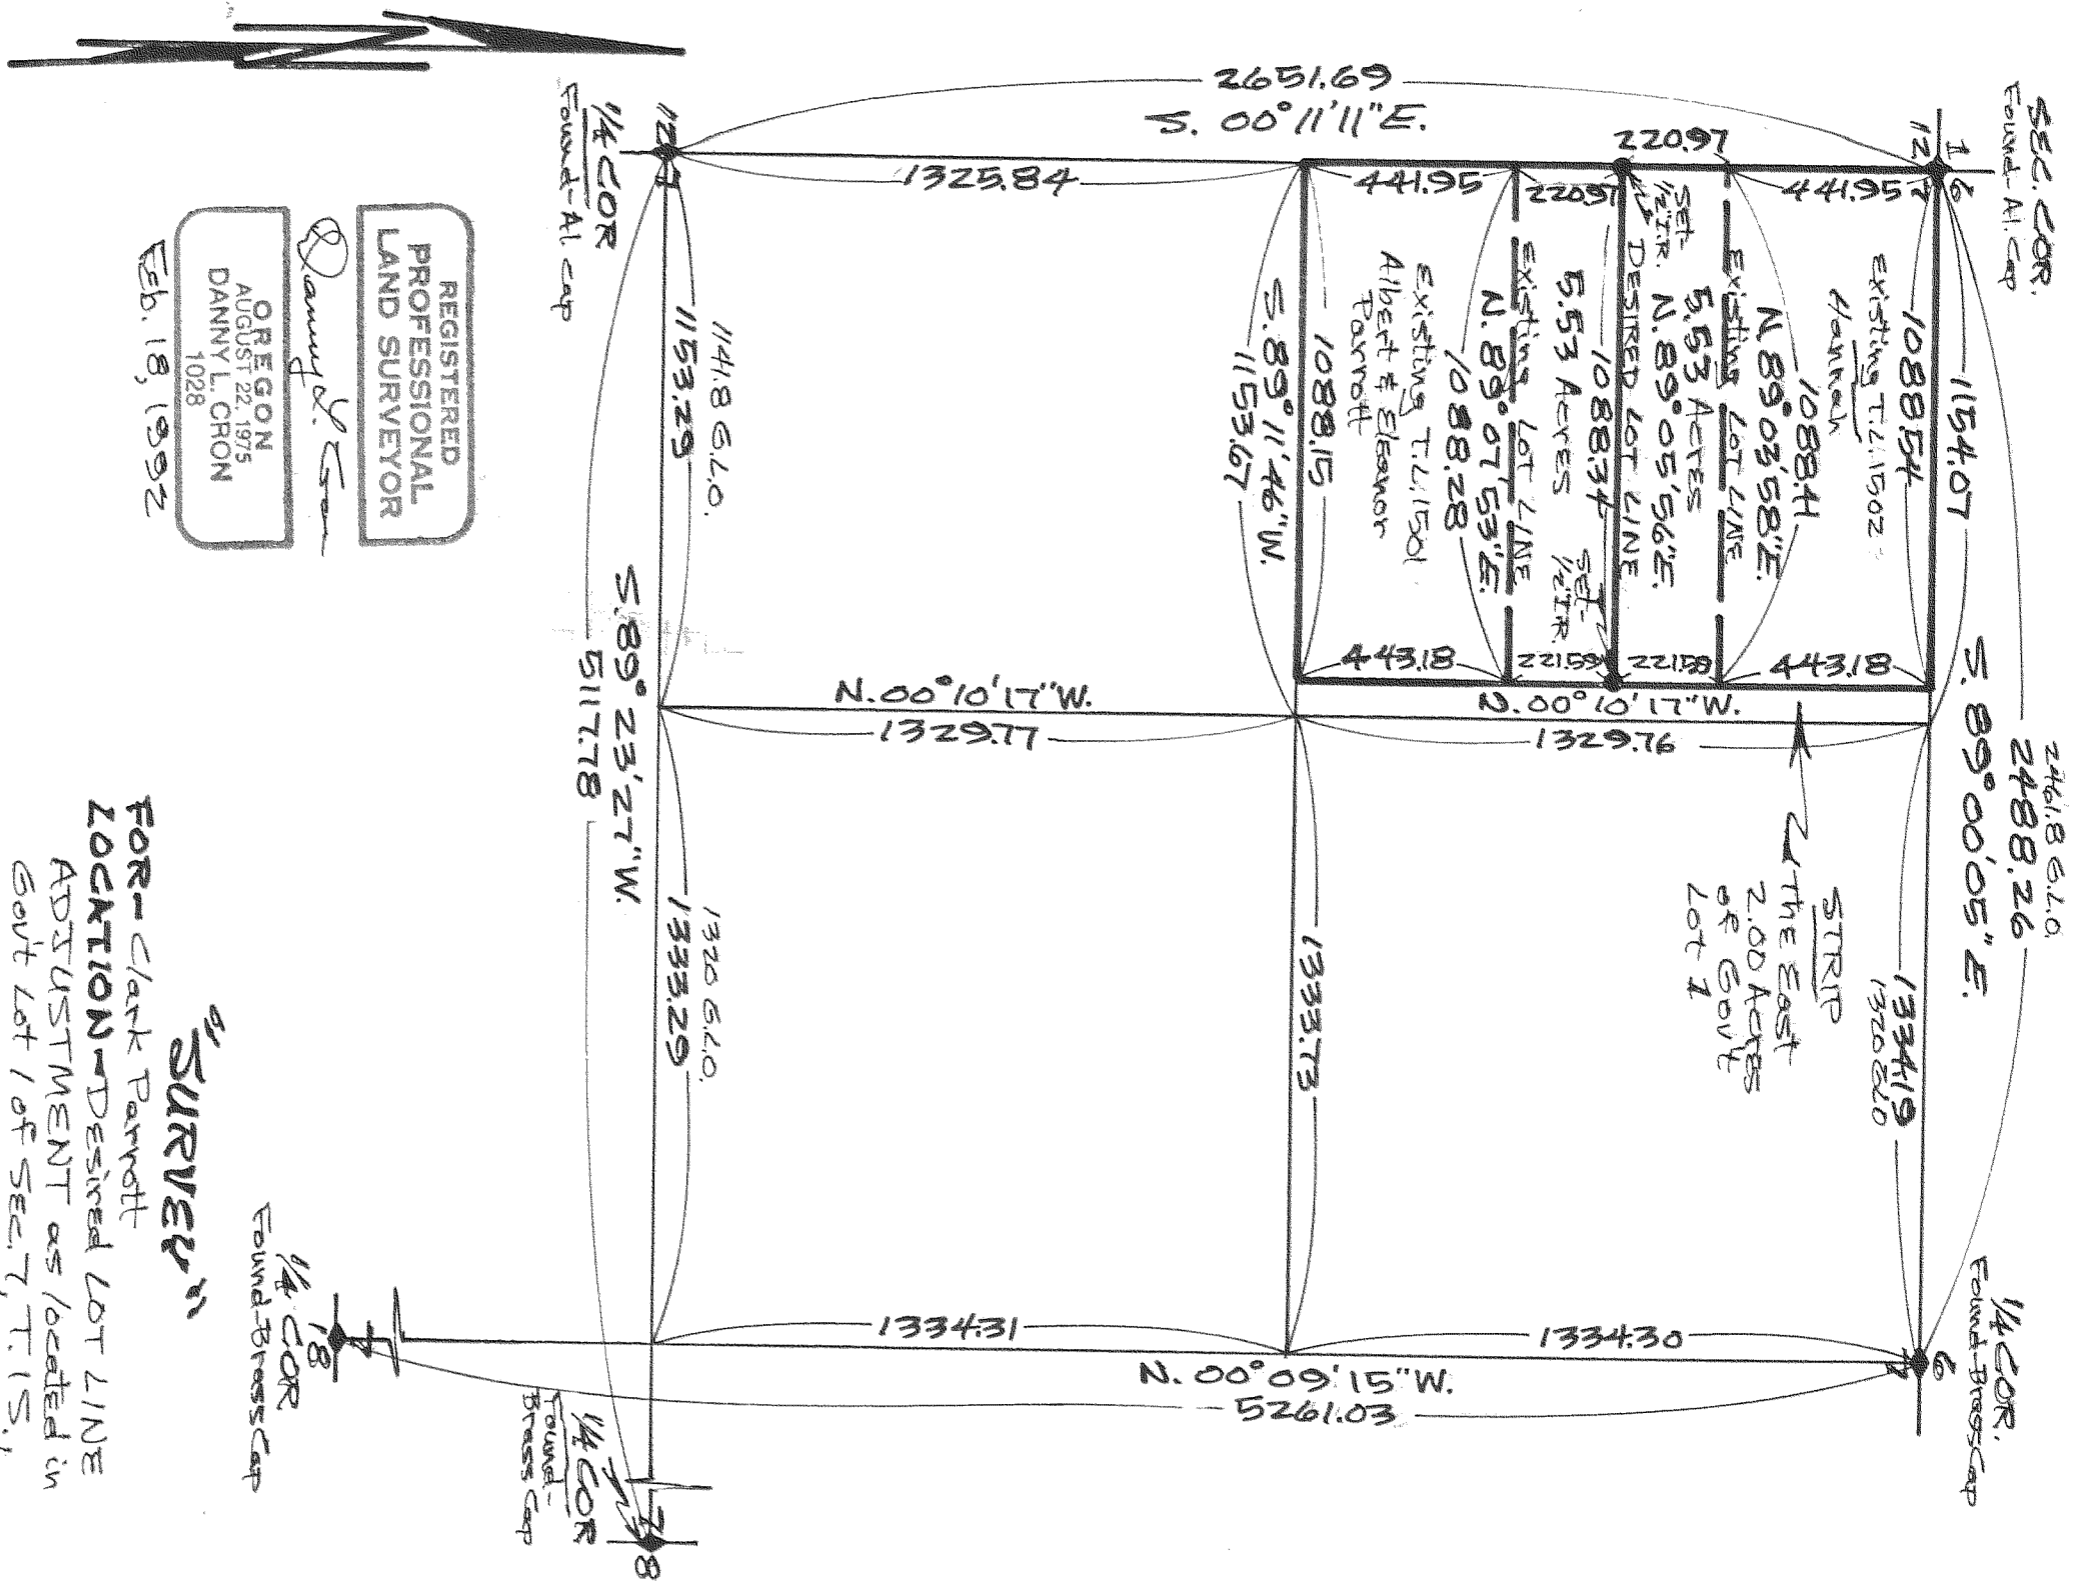 SEC. COR.
Found-Al. Cap
1
6
12
7
2461.8 G.L.O.
2488.26
S. 89° 00' 05" E.
1154.07
1088.54
1334.19
1320 G.L.O
1/4 COR.
Found-Brass Cap
6
7
2651.69
S. 00° 11' 11" E.
441.95
220.97
220.97
441.95
1325.84
Existing T.L. 1502
Hannah
1088.41
N. 89° 03' 58" E.
Existing LOT LINE
5.53 Acres
N. 89° 05' 56" E.
DESIRED LOT LINE
SET-
1/2" I.R.
1088.34
SET-
1/2" I.R.
5.53 Acres
Existing LOT LINE
N. 89° 07' 53" E.
1088.28
Existing T.L. 1501
Albert & Eleanor
Parrott
1088.15
S. 89° 11' 46" W.
1153.67
443.18
221.59
221.59
443.18
N. 00° 10' 17" W.
1329.76
STRIP
The East
2.00 Acres
of Gov't
Lot 1
1333.73
N. 00° 10' 17" W.
1329.77
1334.30
1334.31
N. 00° 09' 15" W.
5261.03
12
7
1/4 COR
Found-Al. Cap
1141.8 G.L.O.
1153.29
1320 G.L.O.
1333.29
S. 89° 23' 27" W.
5117.78
7
8
1/4 COR
Found-
Brass Cap
7
18
1/4 COR
Found-Brass Cap
REGISTERED
PROFESSIONAL
LAND SURVEYOR
Danny L. Cron
OREGON
AUGUST 22, 1975
DANNY L. CRON
1028
Feb. 18, 1992
"SURVEY"
FOR- Clark Parrott
LOCATION-Desired LOT LINE
ADJUSTMENT as located in
Gov't Lot 1 of Sec. 7, T. 1 S.,